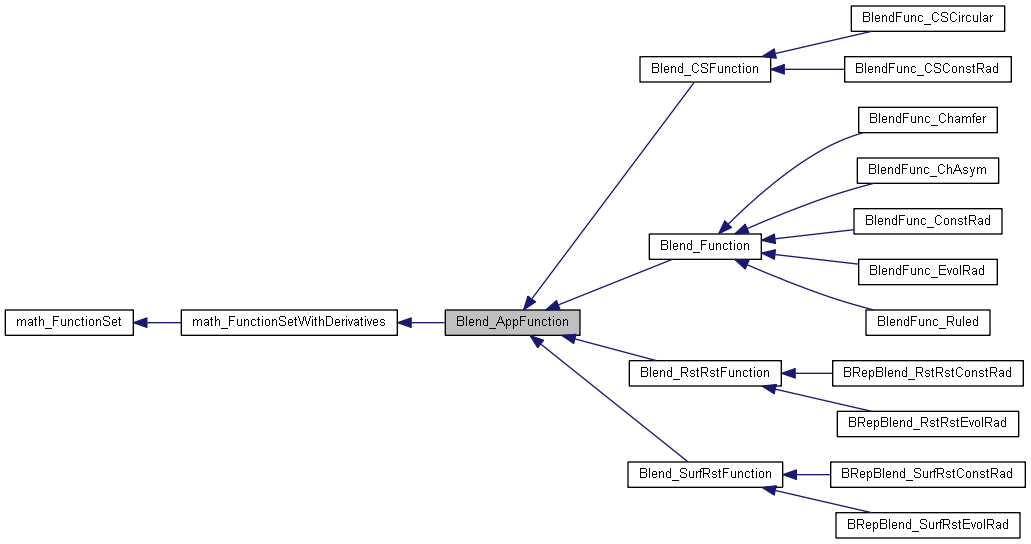 BlendFunc_CSCircular
Blend_CSFunction
BlendFunc_CSConstRad
BlendFunc_Chamfer
BlendFunc_ChAsym
BlendFunc_ConstRad
Blend_Function
BlendFunc_EvolRad
math_FunctionSet
math_FunctionSetWithDerivatives
Blend_AppFunction
BlendFunc_Ruled
Blend_RstRstFunction
BRepBlend_RstRstConstRad
BRepBlend_RstRstEvolRad
Blend_SurfRstFunction
BRepBlend_SurfRstConstRad
BRepBlend_SurfRstEvolRad